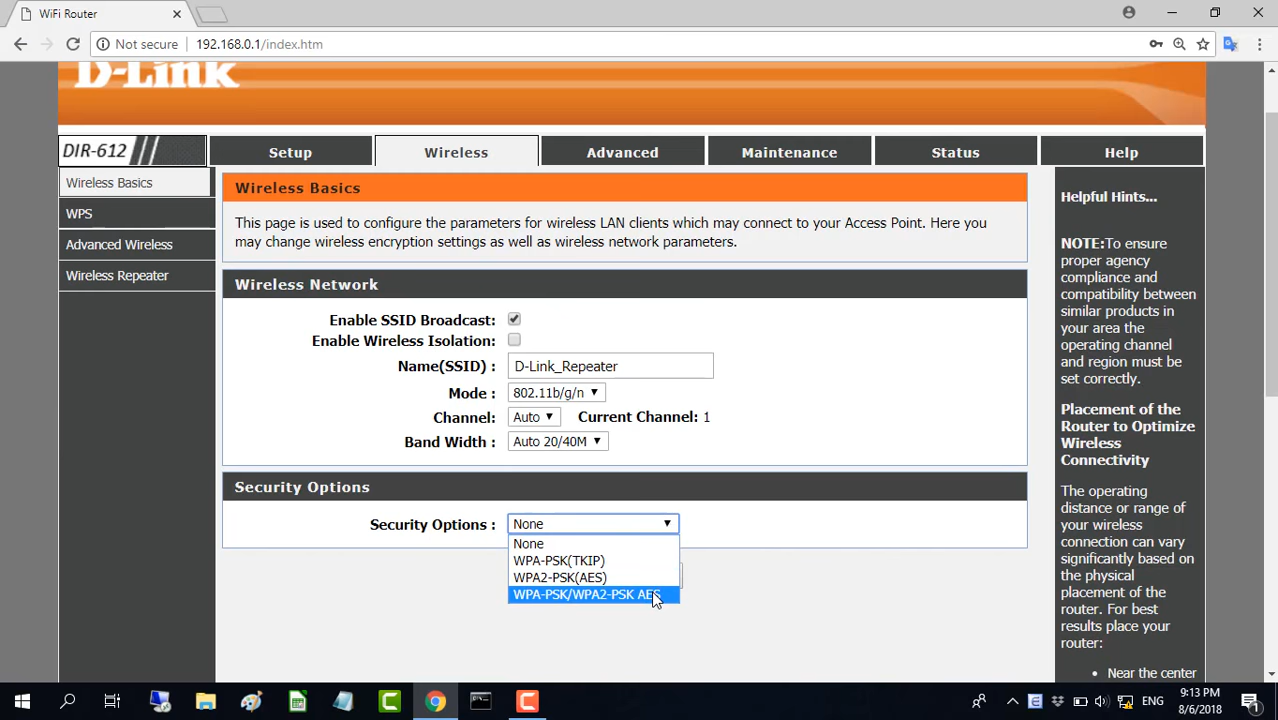 WiFi Router
Not secure
192.168.0.1/index.htm
D-Link
DIR-612
Setup
Wireless
Advanced
Maintenance
Status
Help
Wireless Basics
WPS
Advanced Wireless
Wireless Repeater
Wireless Basics
This page is used to configure the parameters for wireless LAN clients which may connect to your Access Point. Here you
may change wireless encryption settings as well as wireless network parameters.
Wireless Network
Enable SSID Broadcast:
Enable Wireless Isolation:
Name(SSID) : D-Link_Repeater
Mode : 802.11b/g/n
Channel: Auto Current Channel: 1
Band Width : Auto 20/40M
Security Options
Security Options : None
None
WPA-PSK(TKIP)
WPA2-PSK(AES)
WPA-PSK/WPA2-PSK AES
Helpful Hints...
NOTE:To ensure
proper agency
compliance and
compatibility between
similar products in
your area the
operating channel
and region must be
set correctly.
Placement of the
Router to Optimize
Wireless
Connectivity
The operating
distance or range of
your wireless
connection can vary
significantly based on
the physical
placement of the
router. For best
results place your
router:
Near the center
ENG
9:13 PM
8/6/2018